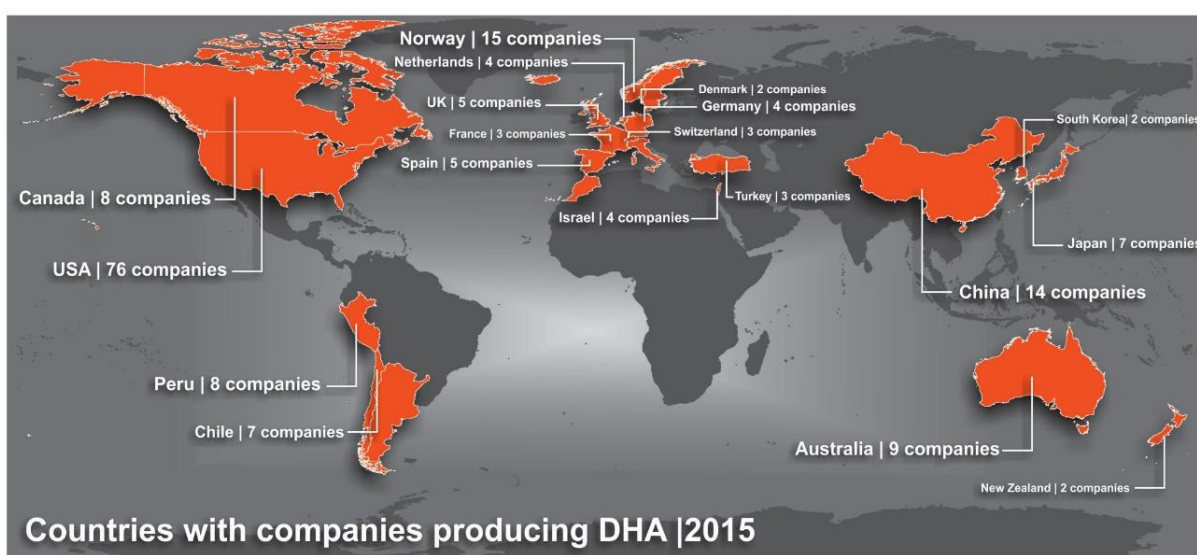 Norway | 15 companies
Netherlands | 4 companies
Denmark | 2 companies
UK | 5 companies
Germany | 4 companies
South Korea| 2 companies
France | 3 companies
Switzerland | 3 companies
Spain | 5 companies
Canada | 8 companies
Turkey | 3 companies
Israel | 4 companies
Japan | 7 companies
USA | 76 companies
China | 14 companies
Peru | 8 companies
Chile | 7 companies
Australia | 9 companies
New Zealand | 2 companies
Countries with companies producing DHA |2015